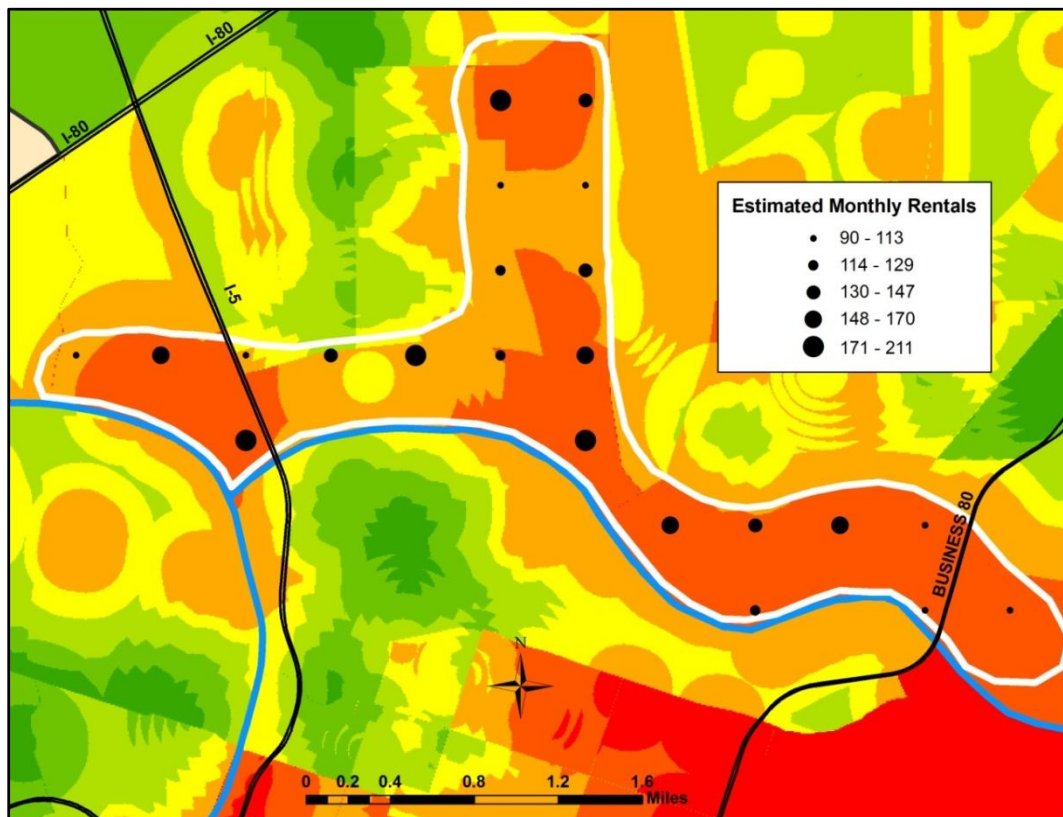 I-80
I-80
I-5
Estimated Monthly Rentals
90 - 113
114 - 129
130 - 147
148 - 170
171 - 211
BUSINESS 80
N
0 0.2 0.4 0.8 1.2 1.6
Miles